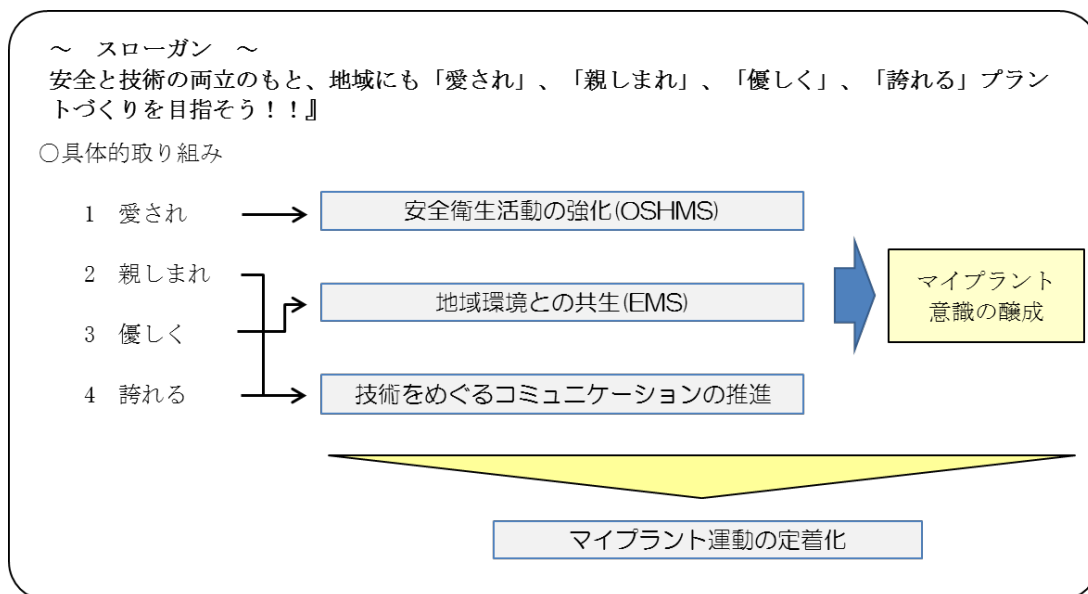 ～　スローガン　～
安全と技術の両立のもと、地域にも「愛され」、「親しまれ」、「優しく」、「誇れる」プラン
トづくりを目指そう！！』
○具体的取り組み
1　愛され
安全衛生活動の強化(OSHMS)
2　親しまれ
地域環境との共生(EMS)
3　優しく
4　誇れる
技術をめぐるコミュニケーションの推進
マイプラント
意識の醸成
マイプラント運動の定着化